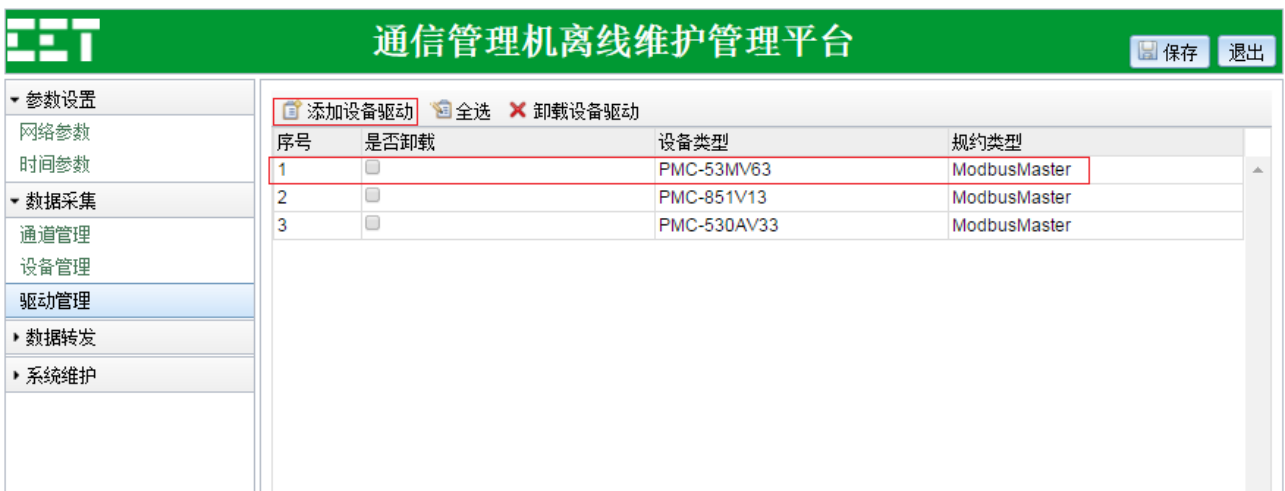 CET
通信管理机离线维护管理平台
保存 退出
参数设置
网络参数
时间参数
数据采集
通道管理
设备管理
驱动管理
数据转发
系统维护
添加设备驱动 全选 卸载设备驱动
序号 是否卸载 设备类型 规约类型
1 PMC-53MV63 ModbusMaster
2 PMC-851V13 ModbusMaster
3 PMC-530AV33 ModbusMaster